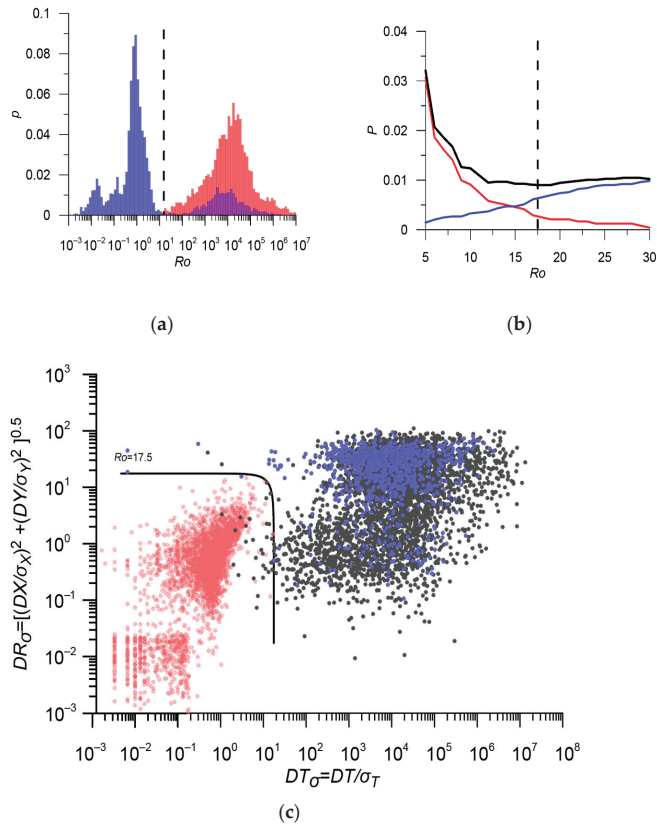 0.1
0.08
0.06
0.04
0.02
0
p
10⁻³ 10⁻² 10⁻¹ 10⁰ 10¹ 10² 10³ 10⁴ 10⁵ 10⁶ 10⁷
Ro
(a)
0.04
0.03
0.02
0.01
0
P
5 10 15 20 25 30
Ro
(b)
10³
10²
10¹
10⁰
10⁻¹
10⁻²
10⁻³
DRσ=[(DX/σX)² +(DY/σY)² ]⁰·⁵
Ro=17.5
10⁻³ 10⁻² 10⁻¹ 10⁰ 10¹ 10² 10³ 10⁴ 10⁵ 10⁶ 10⁷ 10⁸
DTσ=DT/σT
(c)